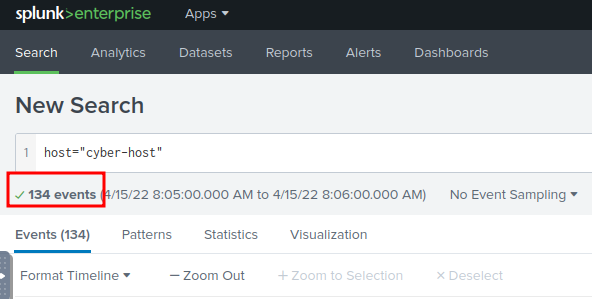 splunk>enterprise Apps ▾
Search Analytics Datasets Reports Alerts Dashboards
New Search
1 host="cyber-host"
✓ 134 events (4/15/22 8:05:00.000 AM to 4/15/22 8:06:00.000 AM) No Event Sampling ▾
Events (134) Patterns Statistics Visualization
Format Timeline ▾ — Zoom Out + Zoom to Selection × Deselect